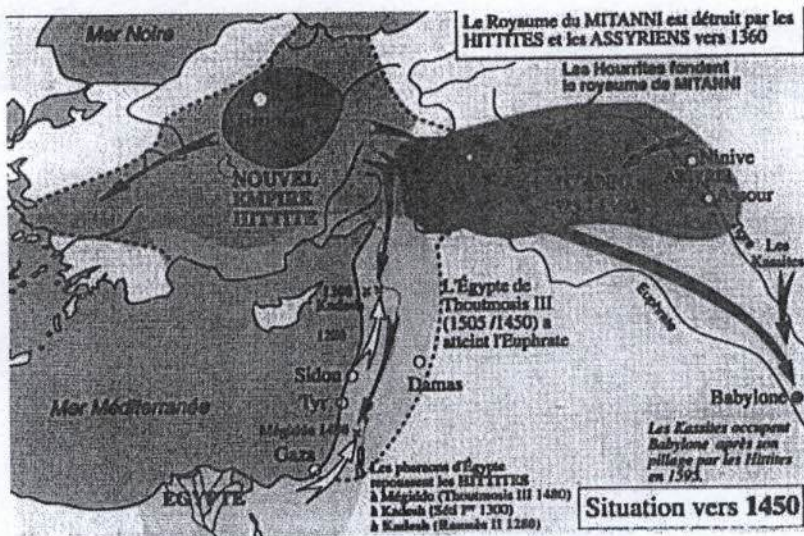 Le Royaume du MITANNI est détruit par les
HITTITES et les ASSYRIENS vers 1360
Mer Noire
Les Hourrites fondent
le royaume de MITANNI
NOUVEL
EMPIRE
HITTITE
Ninive
Assour
Tigre
Les
Kassites
Euphrate
1300
Kadesh
L'Égypte de
Thoutmosis III
(1505/1450) a
atteint l'Euphrate
Sidon
Damas
Tyr
Mer Méditerranée
Gaza
Babylone
Les Kassites occupent
Babylone après son
pillage par les Hittites
en 1595.
Les pharaons d'Égypte
repoussent les HITTITES
à Mégiddo (Thoutmosis III 1480)
à Kadesh (Séti Ier 1300)
à Kadesh (Ramsès II 1280)
ÉGYPTE
Situation vers 1450